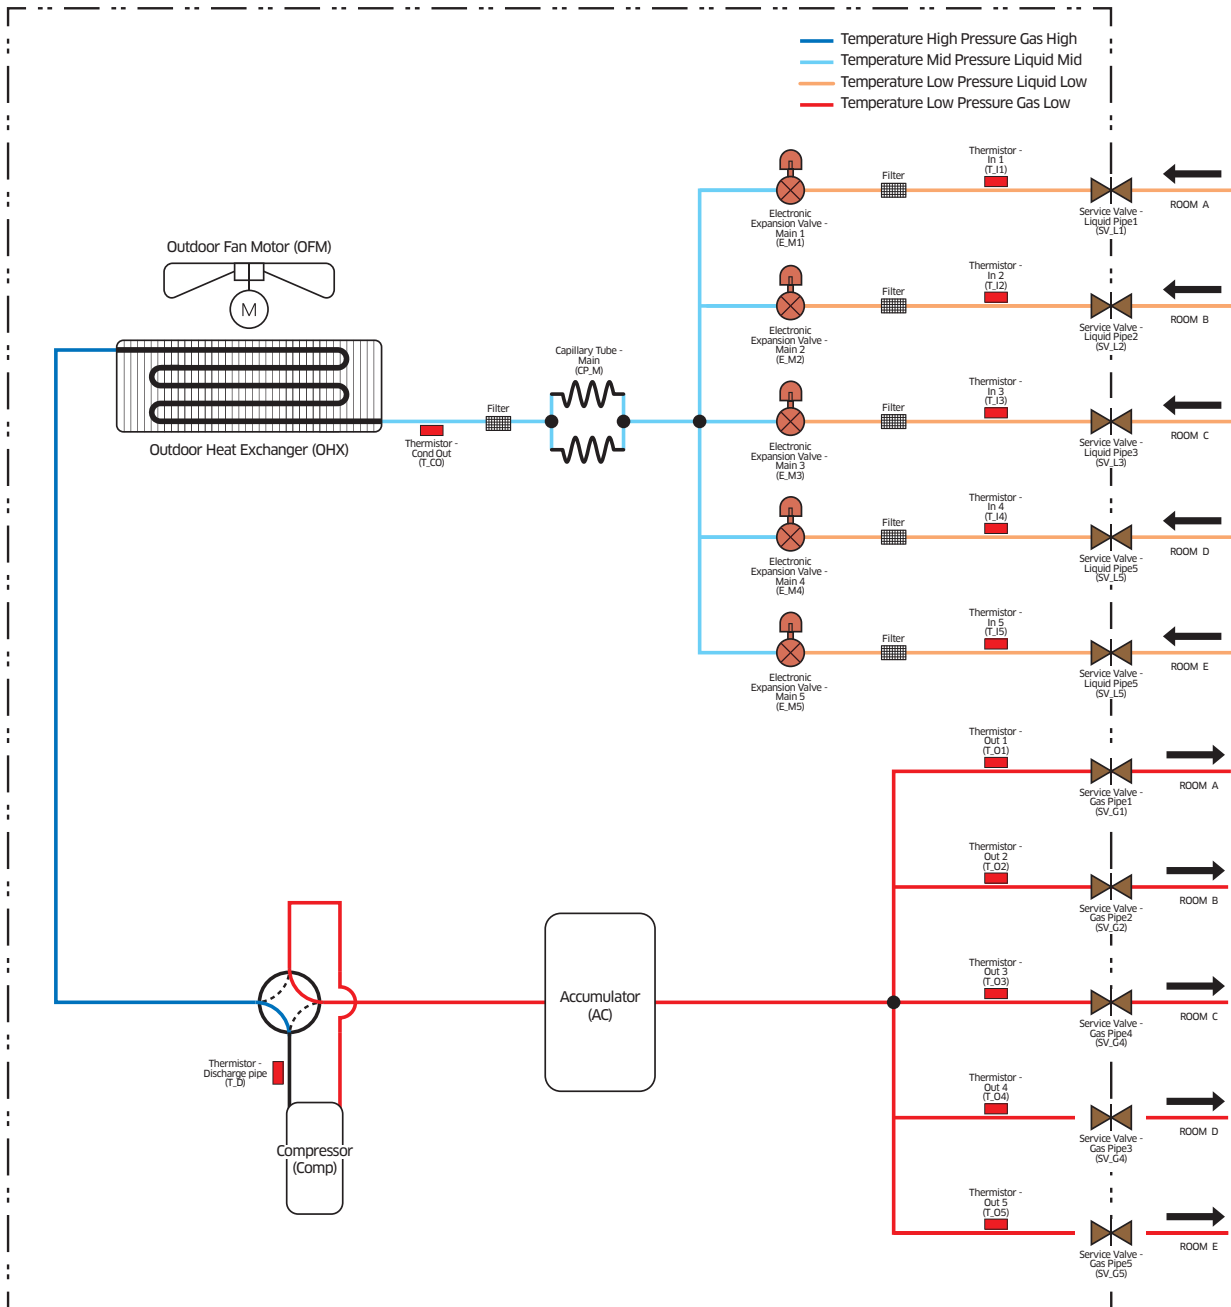 Temperature High Pressure Gas High
Temperature Mid Pressure Liquid Mid
Temperature Low Pressure Liquid Low
Temperature Low Pressure Gas Low
Thermistor -
In 1
(T_I1)
Filter
Electronic
Expansion Valve -
Main 1
(E_M1)
Service Valve -
Liquid Pipe1
(SV_L1)
ROOM A
Outdoor Fan Motor (OFM)
M
Outdoor Heat Exchanger (OHX)
Thermistor -
In 2
(T_I2)
Filter
Electronic
Expansion Valve -
Main 2
(E_M2)
Service Valve -
Liquid Pipe2
(SV_L2)
ROOM B
Capillary Tube -
Main
(CP_M)
Filter
Thermistor -
Cond Out
(T_CO)
Thermistor -
In 3
(T_I3)
Filter
Electronic
Expansion Valve -
Main 3
(E_M3)
Service Valve -
Liquid Pipe3
(SV_L3)
ROOM C
Thermistor -
In 4
(T_I4)
Filter
Electronic
Expansion Valve -
Main 4
(E_M4)
Service Valve -
Liquid Pipe5
(SV_L5)
ROOM D
Thermistor -
In 5
(T_I5)
Filter
Electronic
Expansion Valve -
Main 5
(E_M5)
Service Valve -
Liquid Pipe5
(SV_L5)
ROOM E
Thermistor -
Out 1
(T_O1)
Service Valve -
Gas Pipe1
(SV_G1)
ROOM A
Thermistor -
Out 2
(T_O2)
Service Valve -
Gas Pipe2
(SV_G2)
ROOM B
Thermistor -
Out 3
(T_O3)
Service Valve -
Gas Pipe4
(SV_G4)
ROOM C
Accumulator
(AC)
Thermistor -
Discharge pipe
(T_D)
Compressor
(Comp)
Thermistor -
Out 4
(T_O4)
Service Valve -
Gas Pipe3
(SV_G4)
ROOM D
Thermistor -
Out 5
(T_O5)
Service Valve -
Gas Pipe5
(SV_G5)
ROOM E